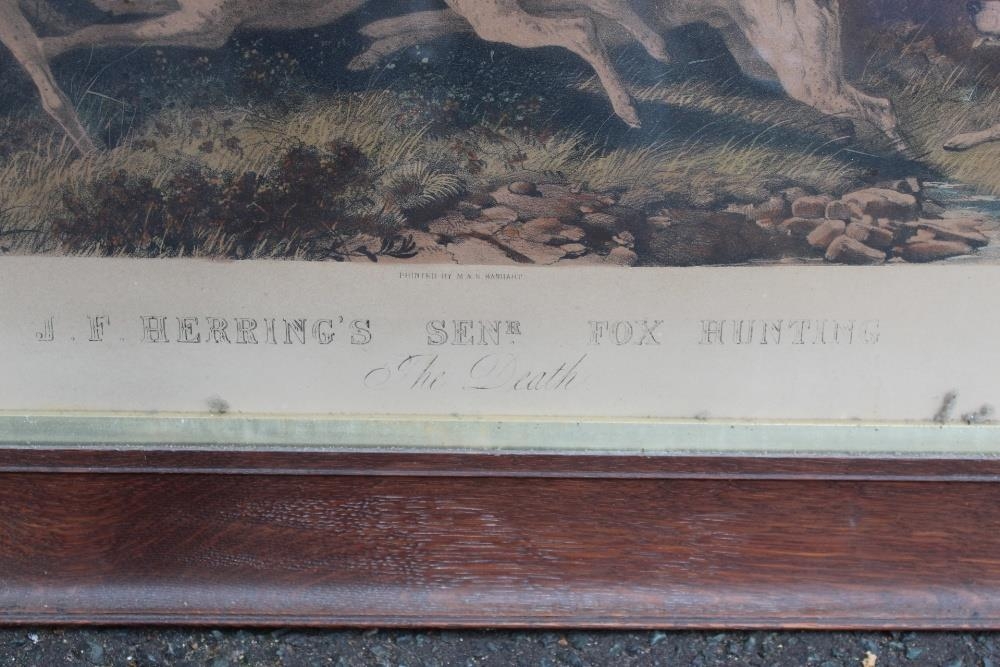 PRINTED BY M & N HANHART
J. F. HERRING'S SENR FOX HUNTING
The Death